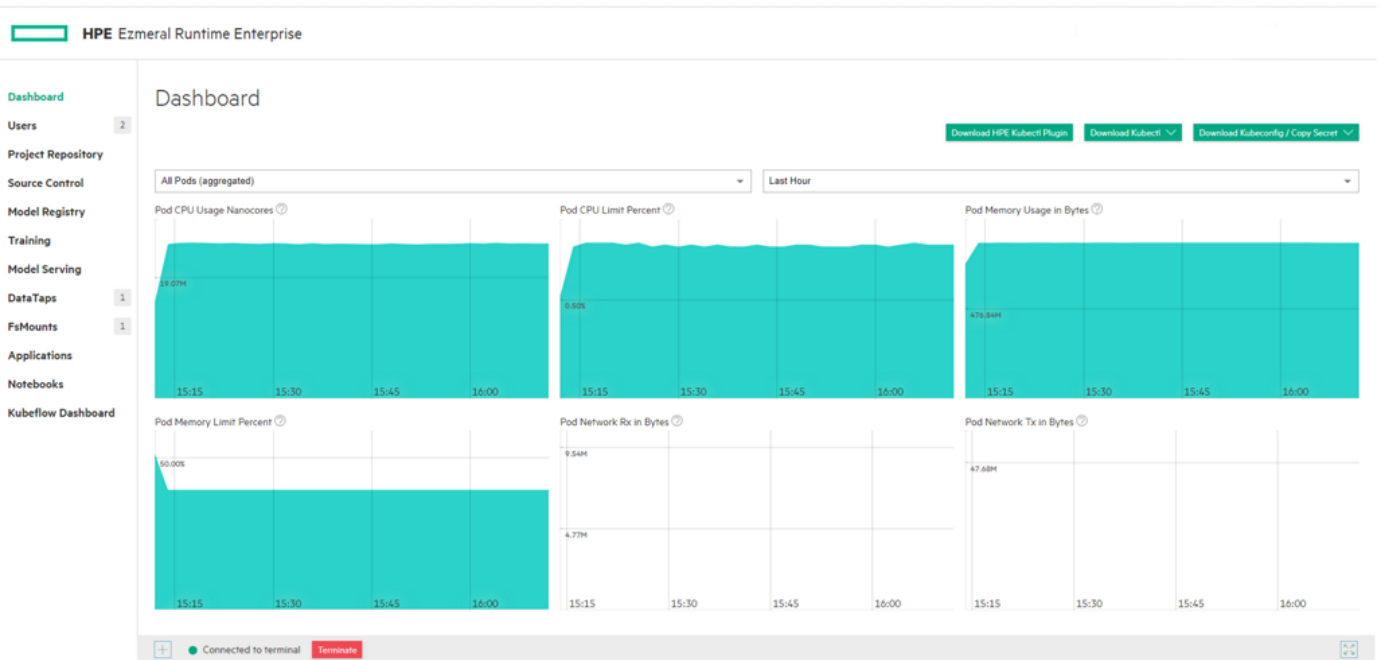 HPE Ezmeral Runtime Enterprise
Dashboard
Users 2
Project Repository
Source Control
Model Registry
Training
Model Serving
DataTaps 1
FsMounts 1
Applications
Notebooks
Kubeflow Dashboard
Dashboard
Download HPE Kubectl Plugin
Download Kubectl
Download Kubeconfig / Copy Secret
All Pods (aggregated)
Last Hour
Pod CPU Usage Nanocores
19.07M
15:15 15:30 15:45 16:00
Pod CPU Limit Percent
0.50%
15:15 15:30 15:45 16:00
Pod Memory Usage in Bytes
476.84M
15:15 15:30 15:45 16:00
Pod Memory Limit Percent
50.00%
15:15 15:30 15:45 16:00
Pod Network Rx in Bytes
9.54M
4.77M
15:15 15:30 15:45 16:00
Pod Network Tx in Bytes
47.68M
15:15 15:30 15:45 16:00
Connected to terminal
Terminate